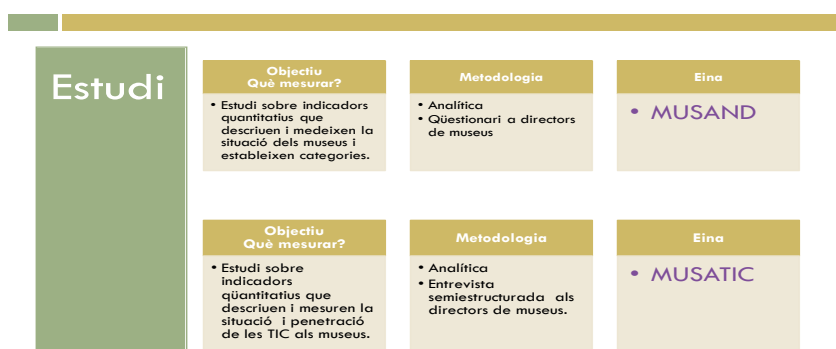 Estudi
Objectiu
Què mesurar?
• Estudi sobre indicadors
quantitatius que
descriuen i medeixen la
situació dels museus i
estableixen categories.
Metodologia
• Analítica
• Qüestionari a directors
de museus
Eina
• MUSAND
Objectiu
Què mesurar?
• Estudi sobre
indicadors
qüantitatius que
descriuen i mesuren la
situació i penetració
de les TIC als museus.
Metodologia
• Analítica
• Entrevista
semiestructurada als
directors de museus.
Eina
• MUSATIC